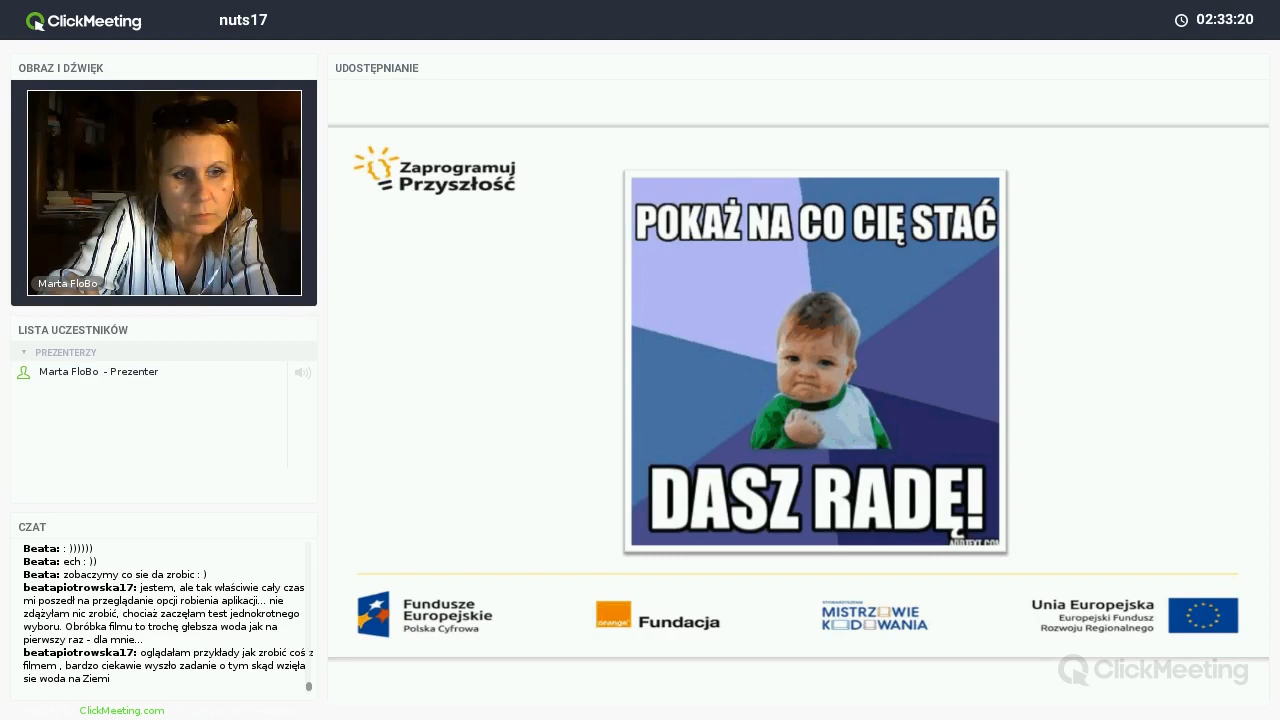 ClickMeeting
nuts17
02:33:20
OBRAZ I DŹWIĘK
UDOSTĘPNIANIE
Marta FloBo
LISTA UCZESTNIKÓW
PREZENTERZY
Marta FloBo - Prezenter
CZAT
Beata: : ))))))
Beata: ech : ))
Beata: zobaczymy co sie da zrobic : )
beatapiotrowska17: jestem, ale tak właściwie cały czas
mi poszedł na przeglądanie opcji robienia aplikacji... nie
zdążyłam nic zrobić, chociaż zaczęłam test jednokrotnego
wyboru. Obróbka filmu to trochę głebsza woda jak na
pierwszy raz - dla mnie...
beatapiotrowska17: oglądałam przykłady jak zrobić coś z
filmem , bardzo ciekawie wyszło zadanie o tym skąd wzięła
sie woda na Ziemi
ClickMeeting.com
Zaprogramuj
Przyszłość
POKAŻ NA CO CIĘ STAĆ
DASZ RADĘ!
ADDTEXT.COM
Fundusze
Europejskie
Polska Cyfrowa
orange
Fundacja
STOWARZYSZENIE
MISTRZOWIE
KODOWANIA
Unia Europejska
Europejski Fundusz
Rozwoju Regionalnego
ClickMeeting